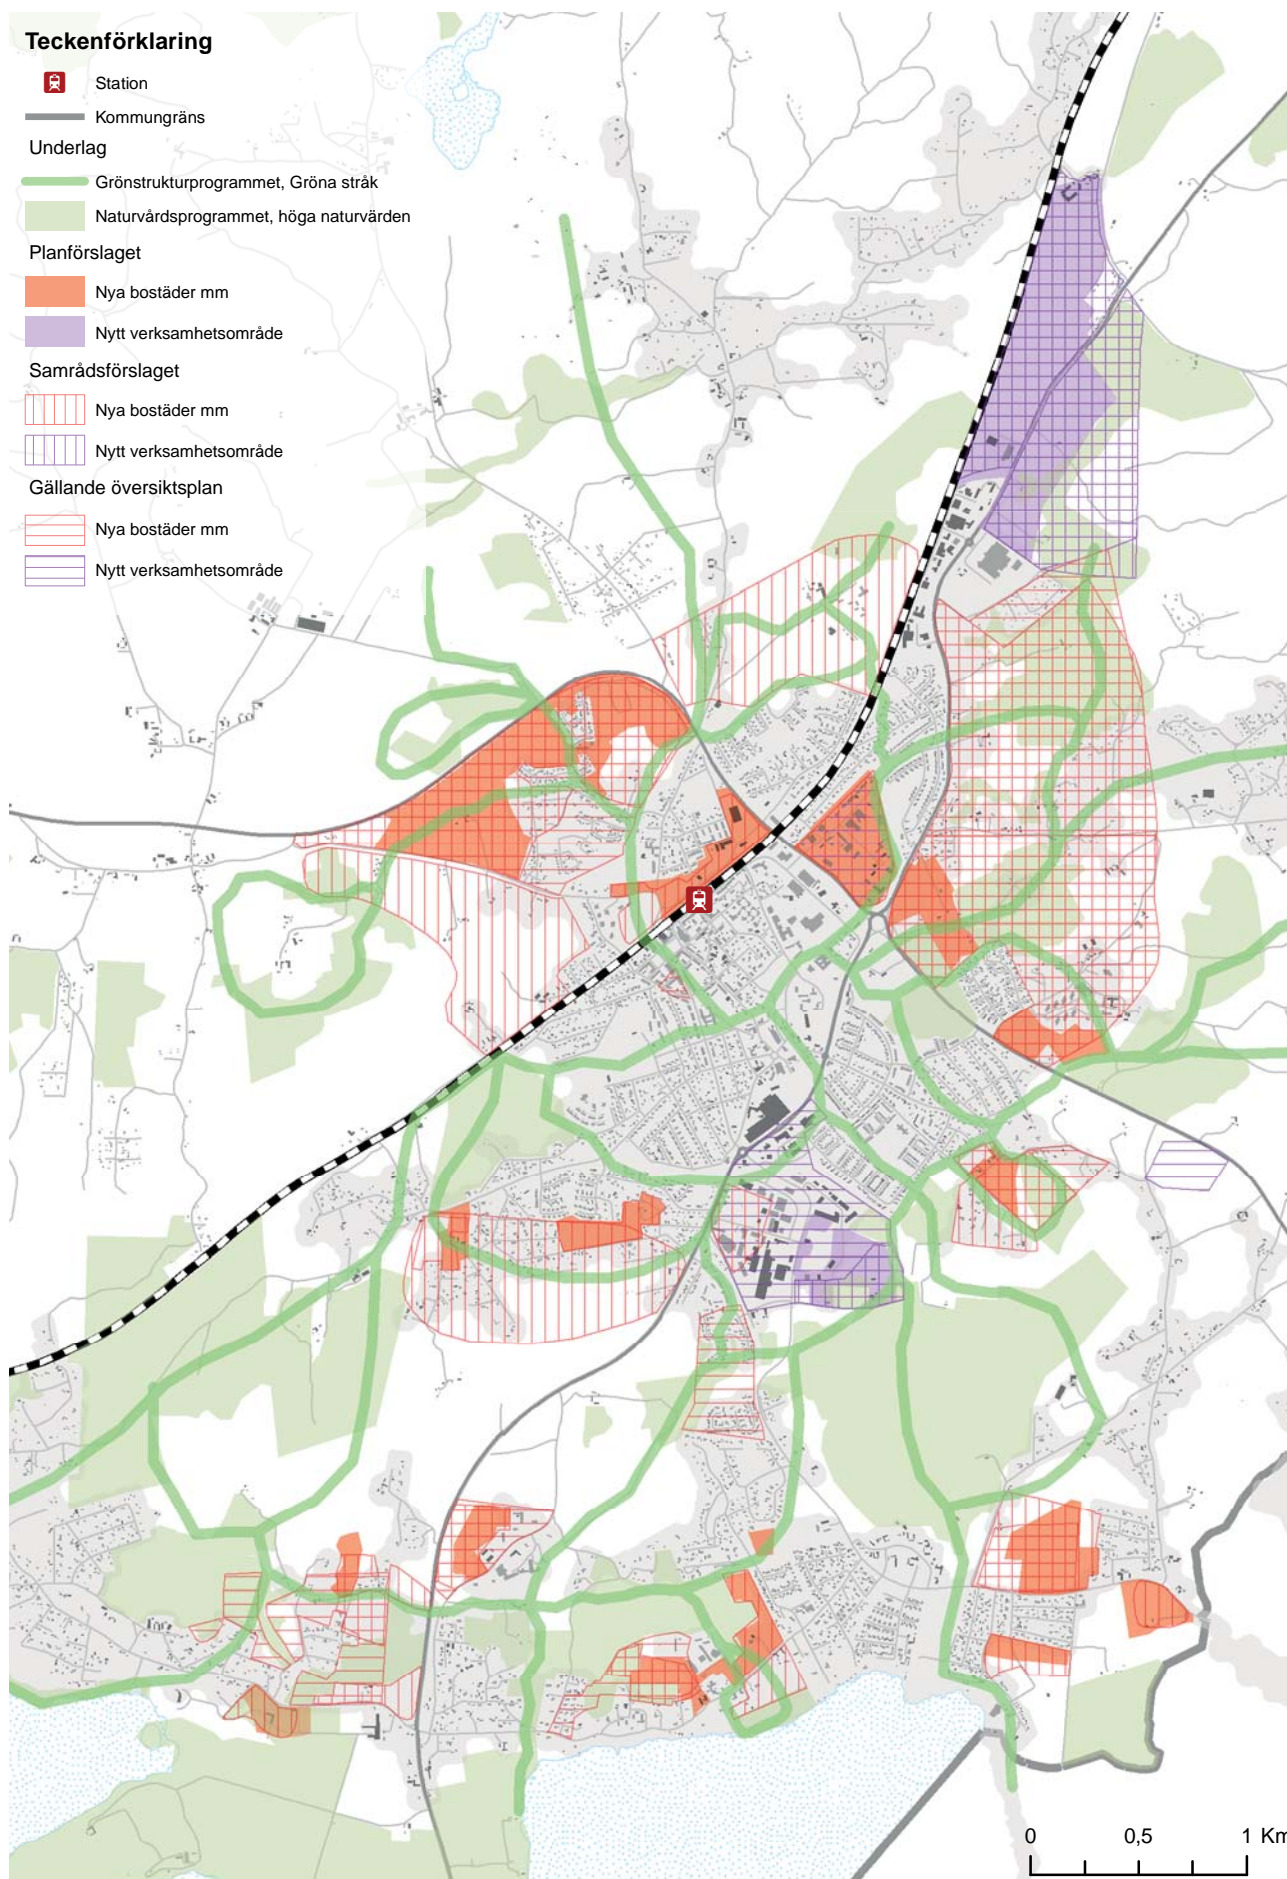 Teckenförklaring
Station
Kommungräns
Underlag
Grönstrukturprogrammet, Gröna stråk
Naturvårdsprogrammet, höga naturvärden
Planförslaget
Nya bostäder mm
Nytt verksamhetsområde
Samrådsförslaget
Nya bostäder mm
Nytt verksamhetsområde
Gällande översiktsplan
Nya bostäder mm
Nytt verksamhetsområde
0 0,5 1 Km